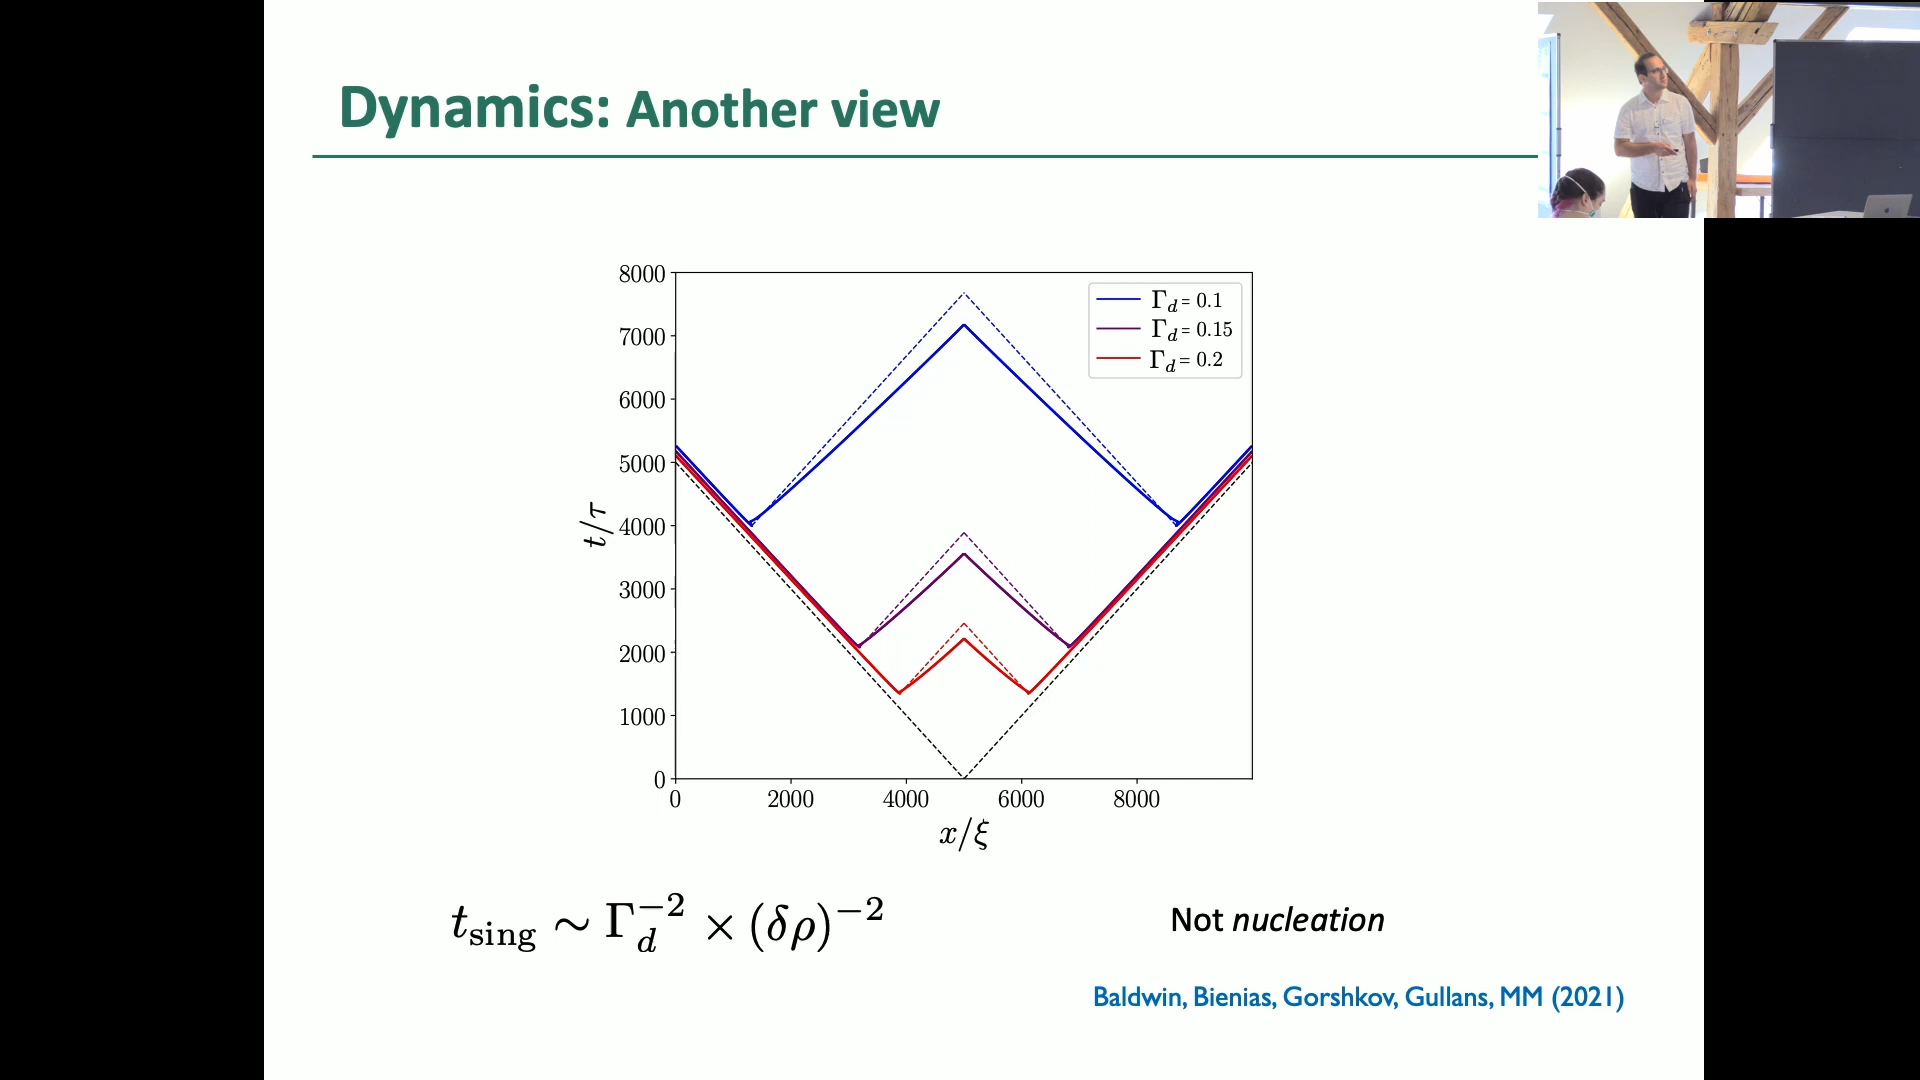 Dynamics: Another view
8000
7000
6000
5000
4000
3000
2000
1000
0
t/τ
Γ_d = 0.1
Γ_d = 0.15
Γ_d = 0.2
0 2000 4000 6000 8000
x/ξ
t_sing ∼ Γ_d^−2 × (δρ)^−2
Not nucleation
Baldwin, Bienias, Gorshkov, Gullans, MM (2021)